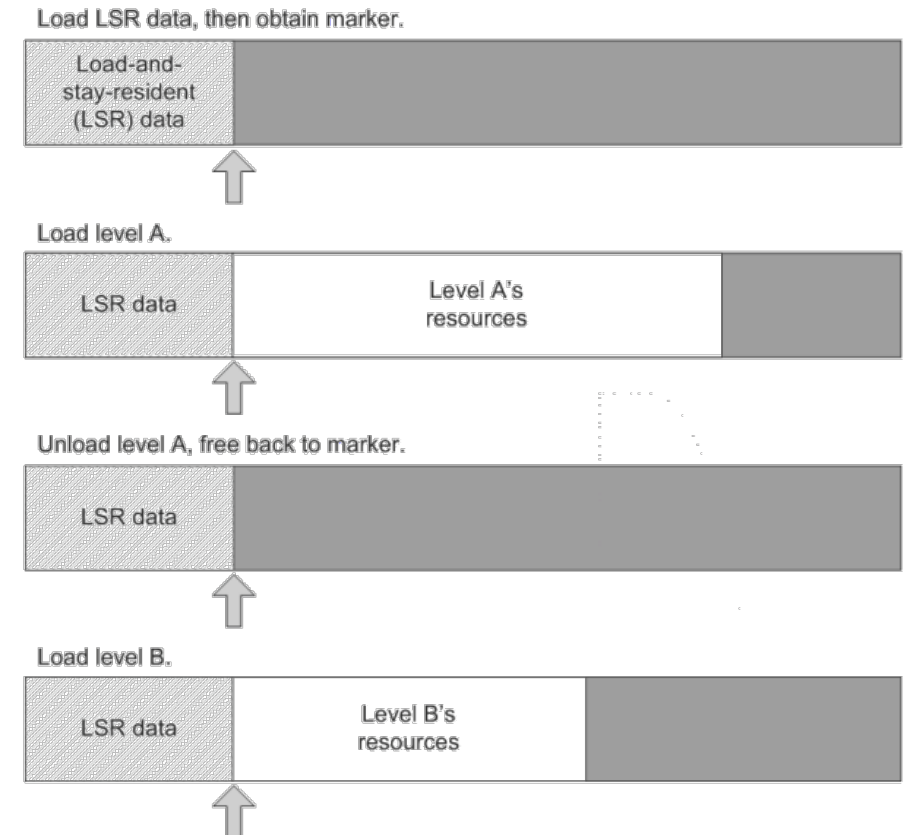 Load LSR data, then obtain marker.
Load-and-
stay-resident
(LSR) data
Load level A.
LSR data
Level A's
resources
Unload level A, free back to marker.
LSR data
Load level B.
LSR data
Level B's
resources